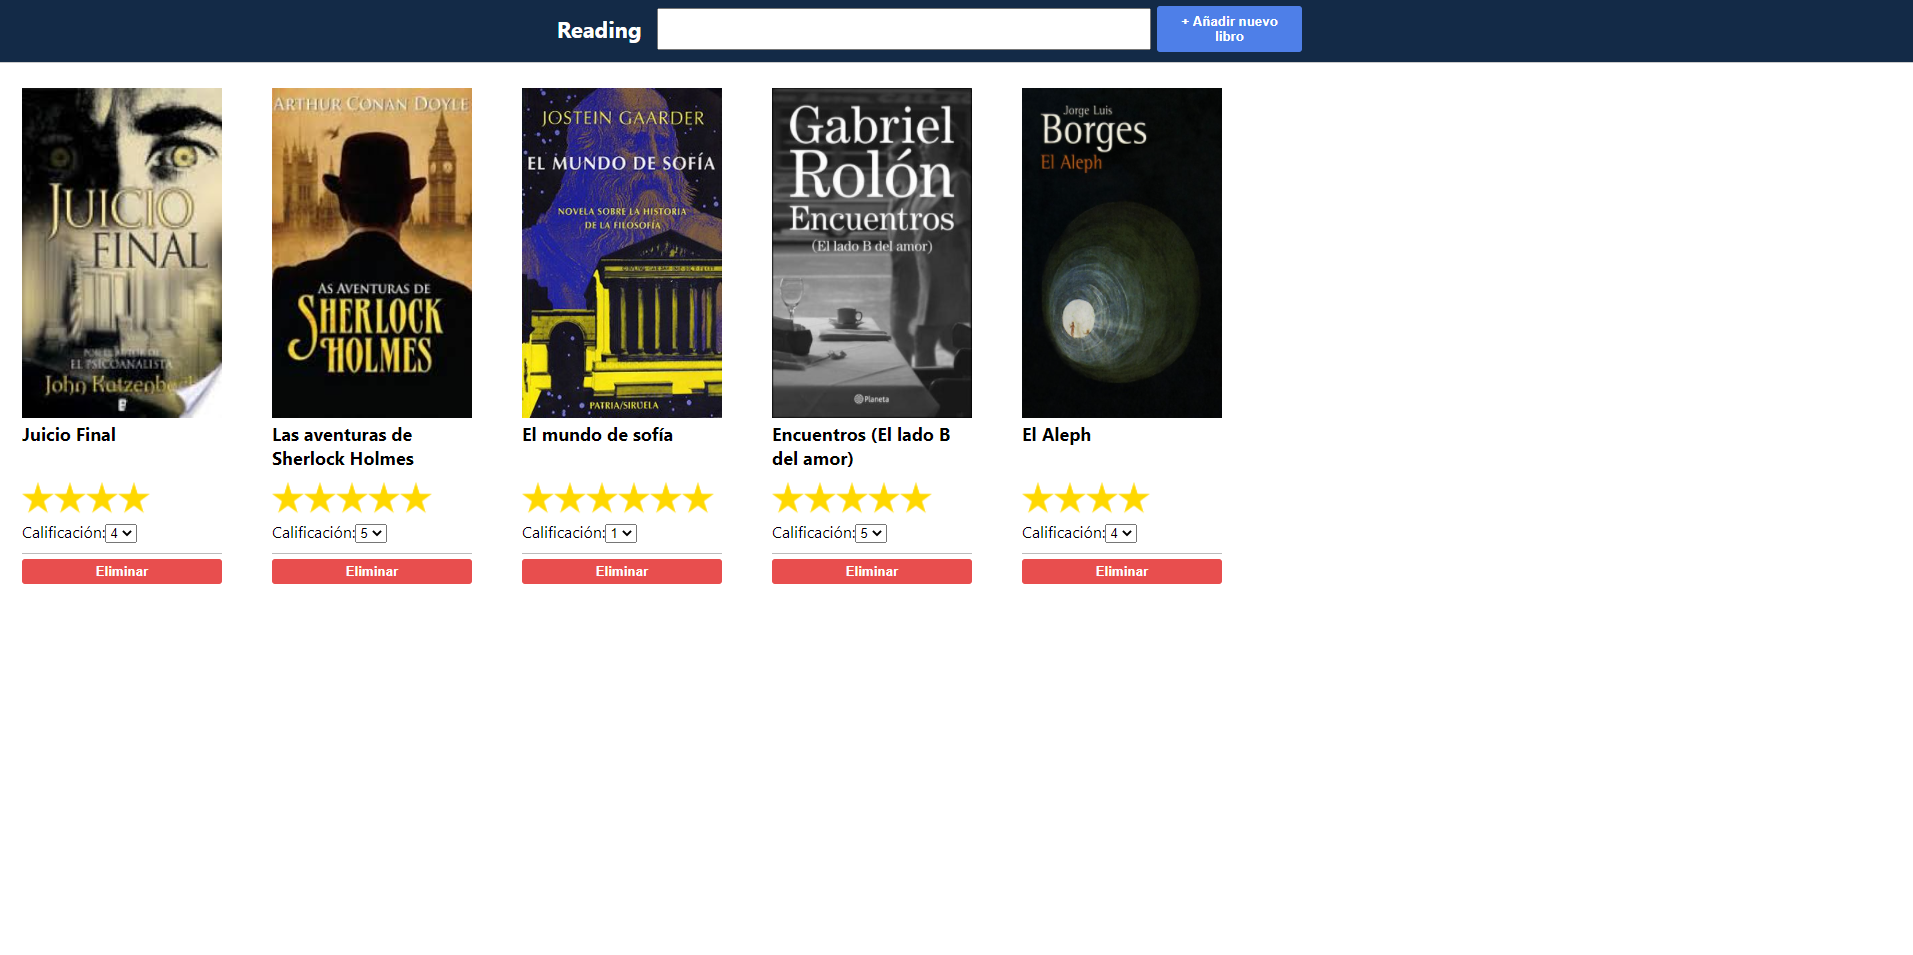 Reading
+ Añadir nuevo
libro
JUICIO
FINAL
POR EL AUTOR DE
EL PSICOANALISTA
John Katzenbach
Juicio Final
Calificación: 4
Eliminar
ARTHUR CONAN DOYLE
AS AVENTURAS DE
SHERLOCK
HOLMES
Las aventuras de
Sherlock Holmes
Calificación: 5
Eliminar
JOSTEIN GAARDER
EL MUNDO DE SOFÍA
NOVELA SOBRE LA HISTORIA
DE LA FILOSOFÍA
PATRIA/SIRUELA
El mundo de sofía
Calificación: 1
Eliminar
Gabriel
Rolón
Encuentros
(El lado B del amor)
Planeta
Encuentros (El lado B
del amor)
Calificación: 5
Eliminar
Jorge Luis
Borges
El Aleph
El Aleph
Calificación: 4
Eliminar